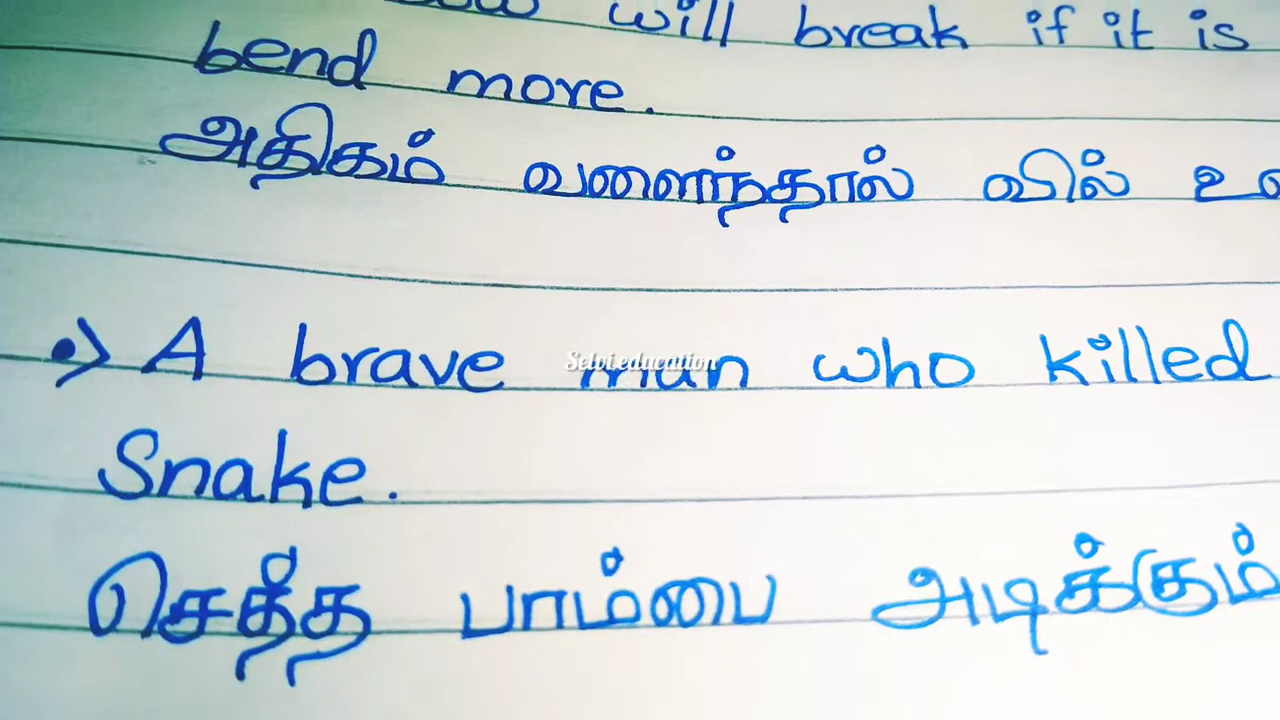 will break if it is
bend more.
அதிகம் வளைந்தால் வில்
•> A brave man who killed
Snake.
செத்த பாம்பை அடிக்கும்
Selvi education